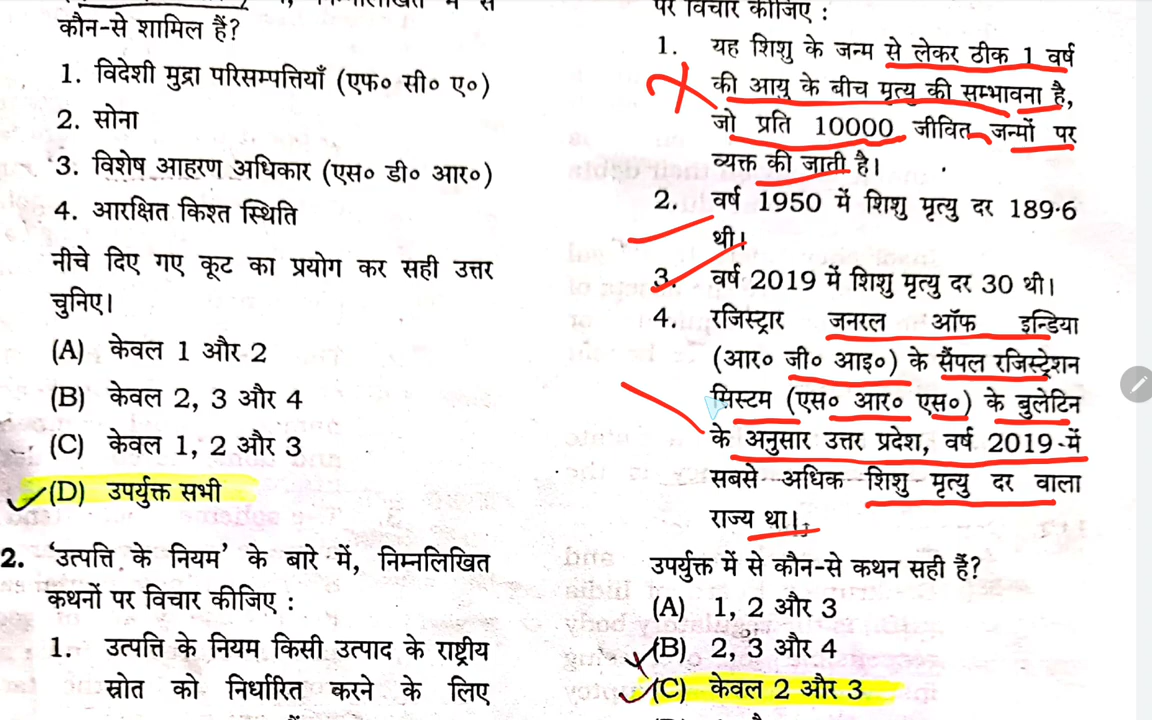 कौन-से शामिल हैं?
1. विदेशी मुद्रा परिसम्पत्तियाँ (एफ० सी० ए०)
2. सोना
3. विशेष आहरण अधिकार (एस० डी० आर०)
4. आरक्षित किश्त स्थिति
नीचे दिए गए कूट का प्रयोग कर सही उत्तर
चुनिए।
(A) केवल 1 और 2
(B) केवल 2, 3 और 4
(C) केवल 1, 2 और 3
(D) उपर्युक्त सभी
2. 'उत्पत्ति के नियम' के बारे में, निम्नलिखित
कथनों पर विचार कीजिए :
1. उत्पत्ति के नियम किसी उत्पाद के राष्ट्रीय
स्रोत को निर्धारित करने के लिए
पर विचार कीजिए :
1. यह शिशु के जन्म से लेकर ठीक 1 वर्ष
की आयु के बीच मृत्यु की सम्भावना है,
जो प्रति 10000 जीवित जन्मों पर
व्यक्त की जाती है।
2. वर्ष 1950 में शिशु मृत्यु दर 189·6
थी।
3. वर्ष 2019 में शिशु मृत्यु दर 30 थी।
4. रजिस्ट्रार जनरल ऑफ इन्डिया
(आर० जी० आइ०) के सैंपल रजिस्ट्रेशन
सिस्टम (एस० आर० एस०) के बुलेटिन
के अनुसार उत्तर प्रदेश, वर्ष 2019 में
सबसे अधिक शिशु मृत्यु दर वाला
राज्य था।
उपर्युक्त में से कौन-से कथन सही हैं?
(A) 1, 2 और 3
(B) 2, 3 और 4
(C) केवल 2 और 3